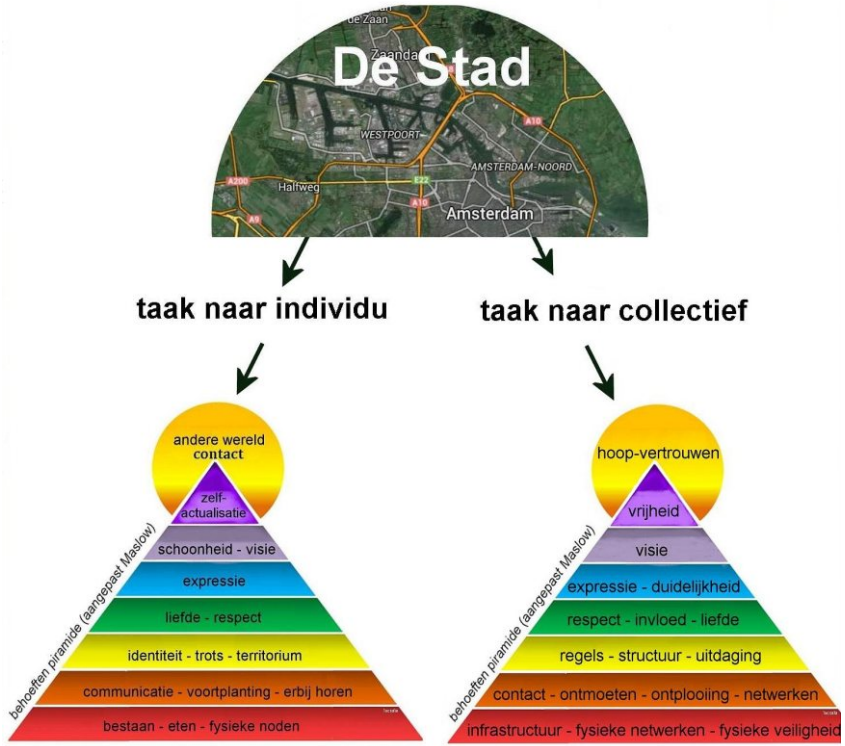 de Zaan
Zaandam
De Stad
A10
WESTPOORT
AMSTERDAM-NOORD
A200
Halfweg
E22
A10
A9
Amsterdam
taak naar individu
taak naar collectief
andere wereld
contact
zelf-
actualisatie
schoonheid - visie
expressie
liefde - respect
identiteit - trots - territorium
communicatie - voortplanting - erbij horen
bestaan - eten - fysieke noden
behoeften piramide (aangepast Maslow)
hoop-vertrouwen
vrijheid
visie
expressie - duidelijkheid
respect - invloed - liefde
regels - structuur - uitdaging
contact - ontmoeten - ontplooiing - netwerken
infrastructuur - fysieke netwerken - fysieke veiligheid
behoeften piramide (aangepast Maslow)